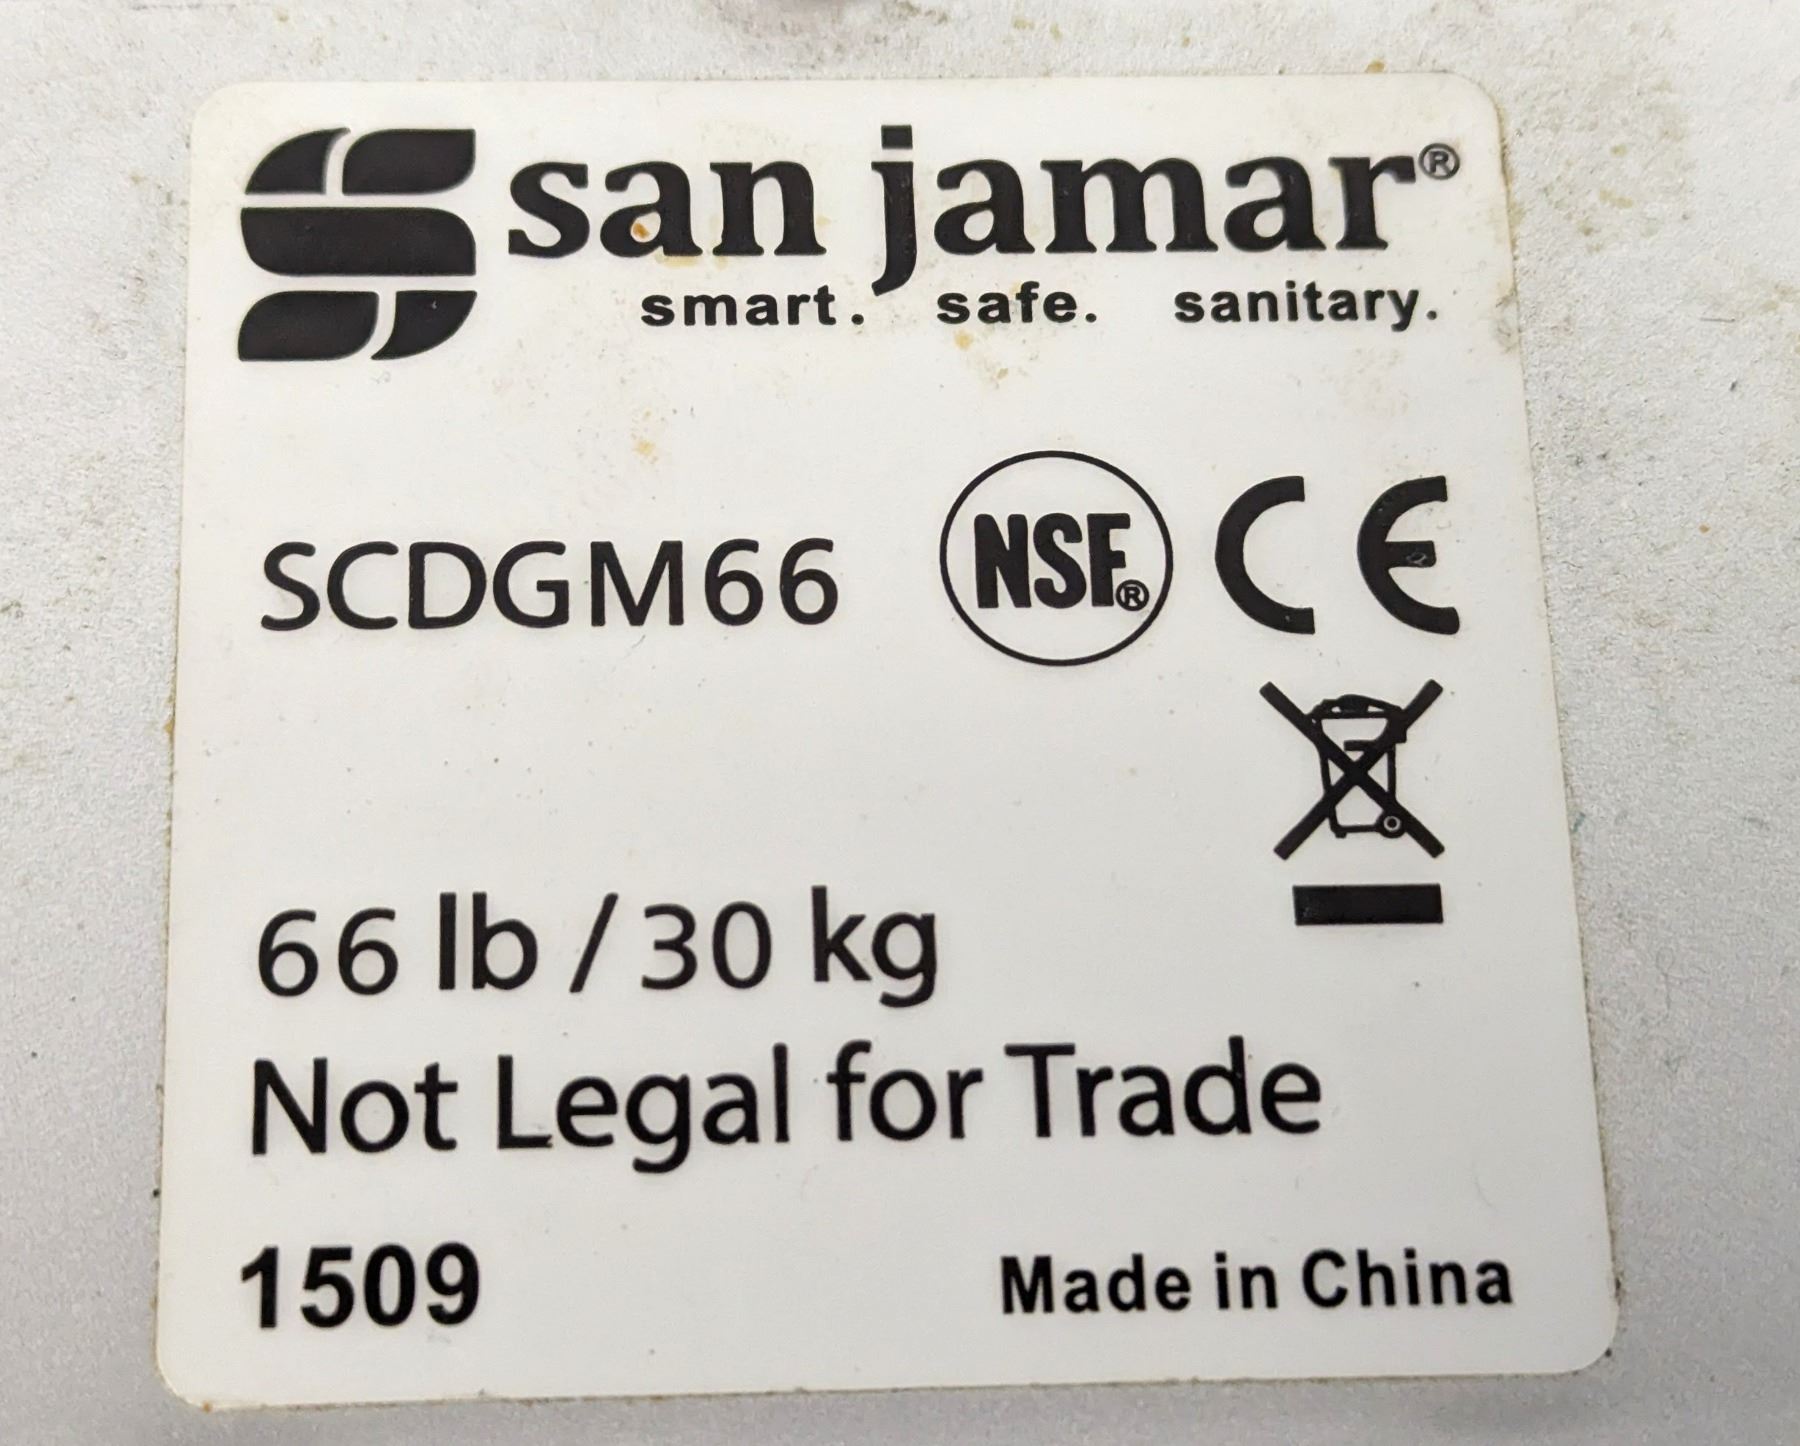 san jamar®
smart. safe. sanitary.
SCDGM66
NSF®
CE
66 lb / 30 kg
Not Legal for Trade
1509
Made in China